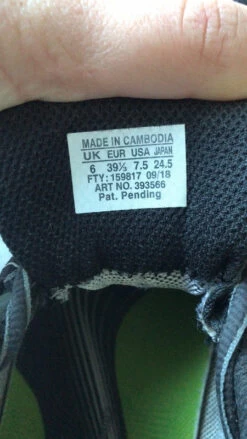 MADE IN CAMBODIA
UK EUR USA JAPAN
6 39⅓ 7.5 24.5
FTY: 159817 09/18
ART NO. 393566
Pat. Pending